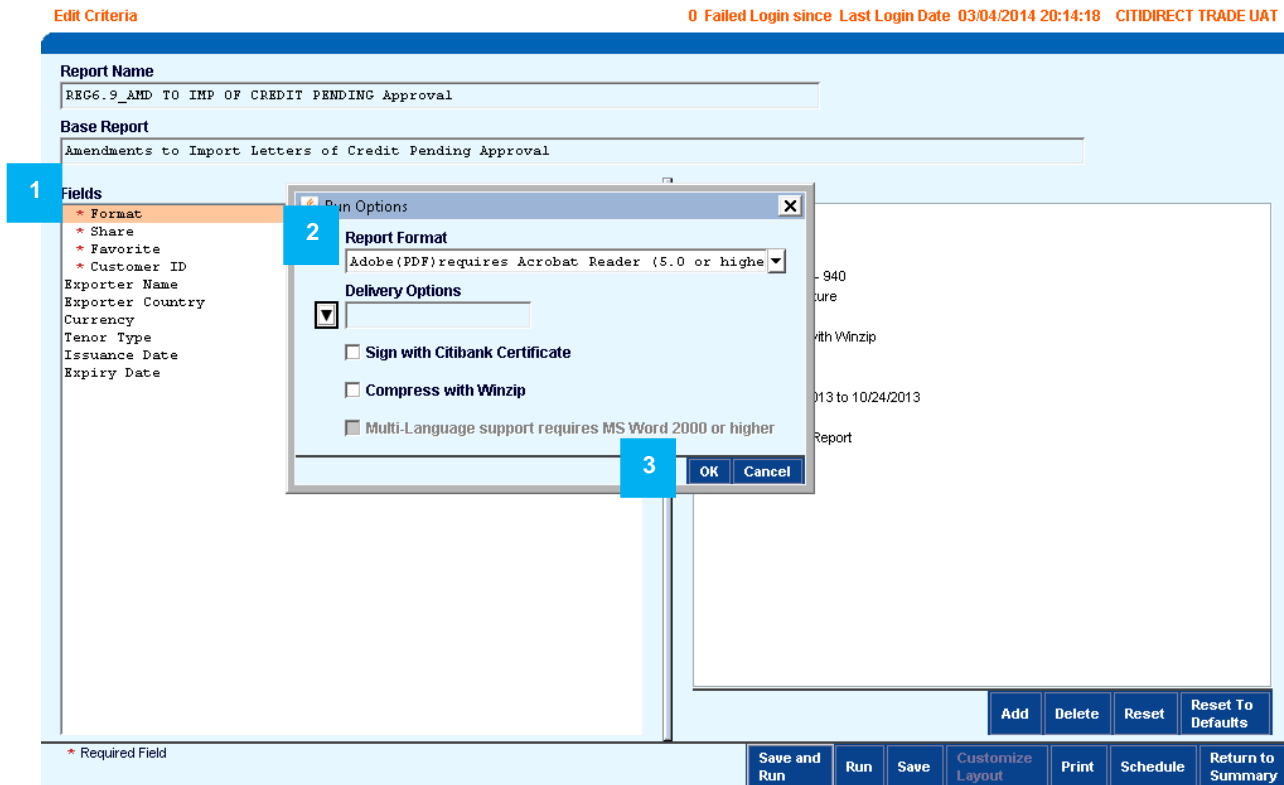 Edit Criteria
0 Failed Login since Last Login Date 03/04/2014 20:14:18 CITIDIRECT TRADE UAT
Report Name
REG6.9_AMD TO IMP OF CREDIT PENDING Approval
Base Report
Amendments to Import Letters of Credit Pending Approval
1
Fields
* Format
* Share
* Favorite
* Customer ID
Exporter Name
Exporter Country
Currency
Tenor Type
Issuance Date
Expiry Date
Run Options
2
Report Format
Adobe(PDF)requires Acrobat Reader (5.0 or highe
Delivery Options
Sign with Citibank Certificate
Compress with Winzip
Multi-Language support requires MS Word 2000 or higher
3
OK
Cancel
- 940
with Winzip
to 10/24/2013
Report
Add
Delete
Reset
Reset To
Defaults
* Required Field
Save and
Run
Run
Save
Customize
Layout
Print
Schedule
Return to
Summary